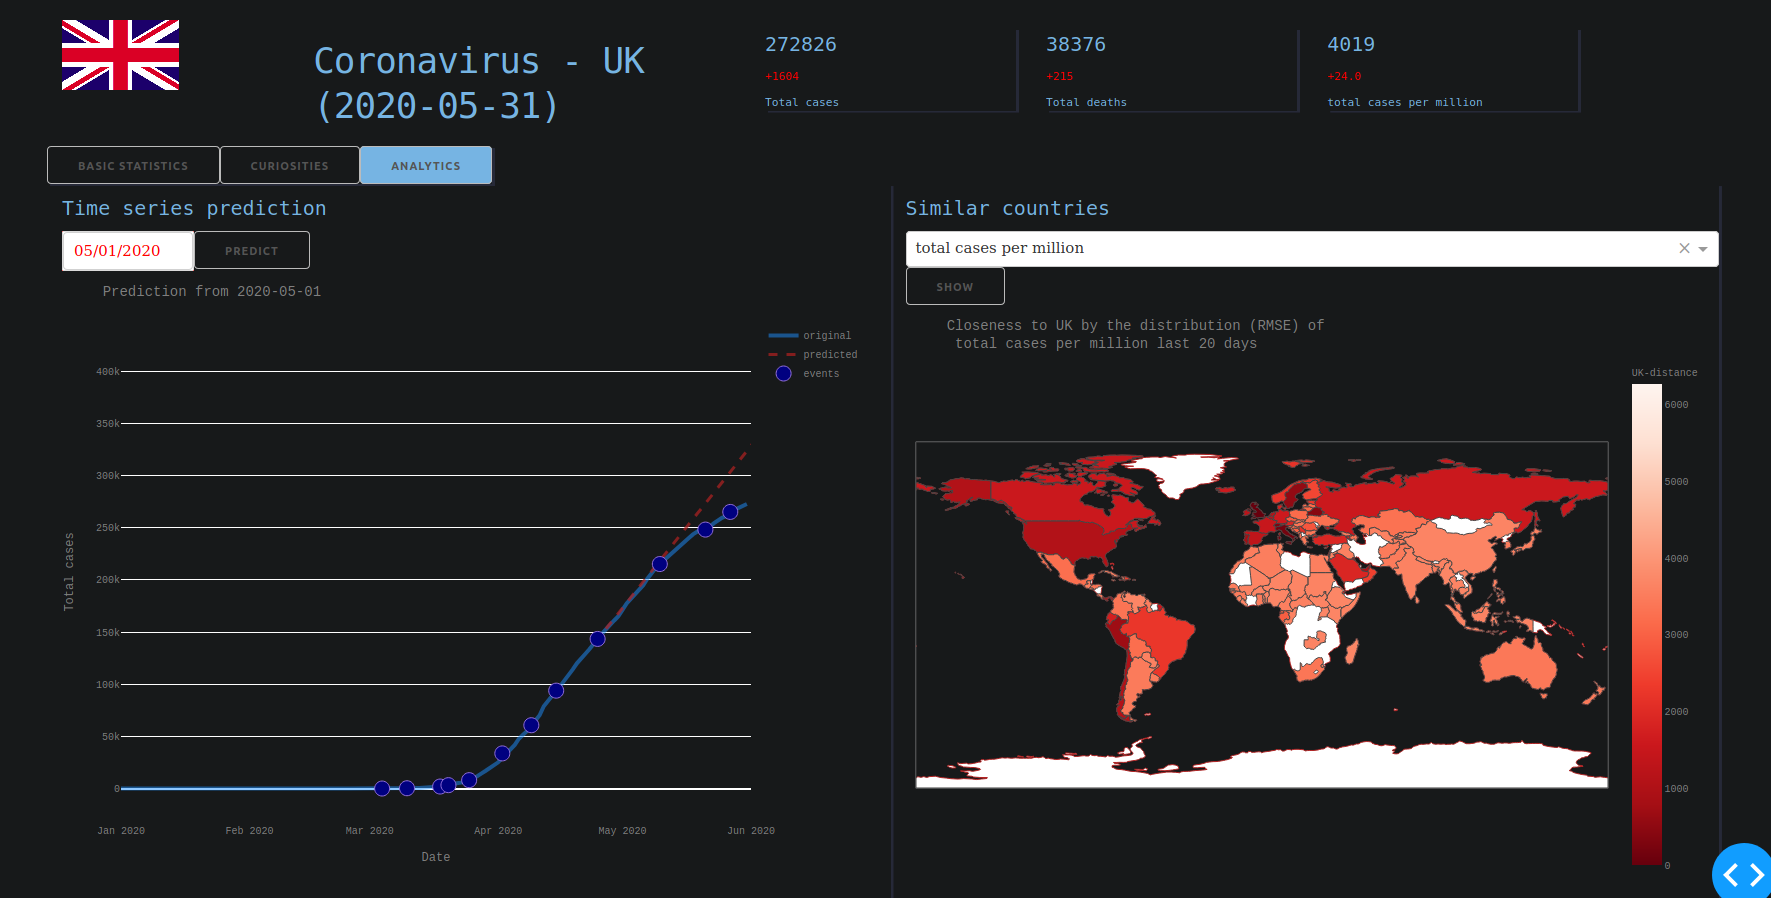 Coronavirus - UK
(2020-05-31)
272826
+1604
Total cases
38376
+215
Total deaths
4019
+24.0
total cases per million
BASIC STATISTICS
CURIOSITIES
ANALYTICS
Time series prediction
05/01/2020
PREDICT
Prediction from 2020-05-01
original
predicted
events
400k
350k
300k
250k
200k
150k
100k
50k
0
Total cases
Jan 2020
Feb 2020
Mar 2020
Apr 2020
May 2020
Jun 2020
Date
Similar countries
total cases per million
SHOW
Closeness to UK by the distribution (RMSE) of
total cases per million last 20 days
UK-distance
6000
5000
4000
3000
2000
1000
0